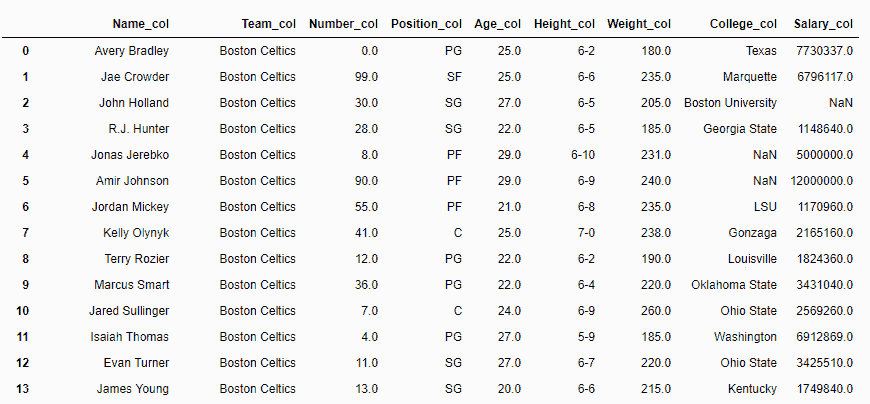 Name_col Team_col Number_col Position_col Age_col Height_col Weight_col College_col Salary_col
0 Avery Bradley Boston Celtics 0.0 PG 25.0 6-2 180.0 Texas 7730337.0
1 Jae Crowder Boston Celtics 99.0 SF 25.0 6-6 235.0 Marquette 6796117.0
2 John Holland Boston Celtics 30.0 SG 27.0 6-5 205.0 Boston University NaN
3 R.J. Hunter Boston Celtics 28.0 SG 22.0 6-5 185.0 Georgia State 1148640.0
4 Jonas Jerebko Boston Celtics 8.0 PF 29.0 6-10 231.0 NaN 5000000.0
5 Amir Johnson Boston Celtics 90.0 PF 29.0 6-9 240.0 NaN 12000000.0
6 Jordan Mickey Boston Celtics 55.0 PF 21.0 6-8 235.0 LSU 1170960.0
7 Kelly Olynyk Boston Celtics 41.0 C 25.0 7-0 238.0 Gonzaga 2165160.0
8 Terry Rozier Boston Celtics 12.0 PG 22.0 6-2 190.0 Louisville 1824360.0
9 Marcus Smart Boston Celtics 36.0 PG 22.0 6-4 220.0 Oklahoma State 3431040.0
10 Jared Sullinger Boston Celtics 7.0 C 24.0 6-9 260.0 Ohio State 2569260.0
11 Isaiah Thomas Boston Celtics 4.0 PG 27.0 5-9 185.0 Washington 6912869.0
12 Evan Turner Boston Celtics 11.0 SG 27.0 6-7 220.0 Ohio State 3425510.0
13 James Young Boston Celtics 13.0 SG 20.0 6-6 215.0 Kentucky 1749840.0